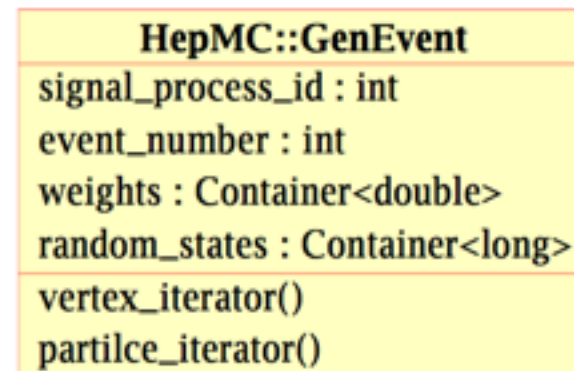 HepMC::GenEvent
signal_process_id : int
event_number : int
weights : Container<double>
random_states : Container<long>
vertex_iterator()
partilce_iterator()